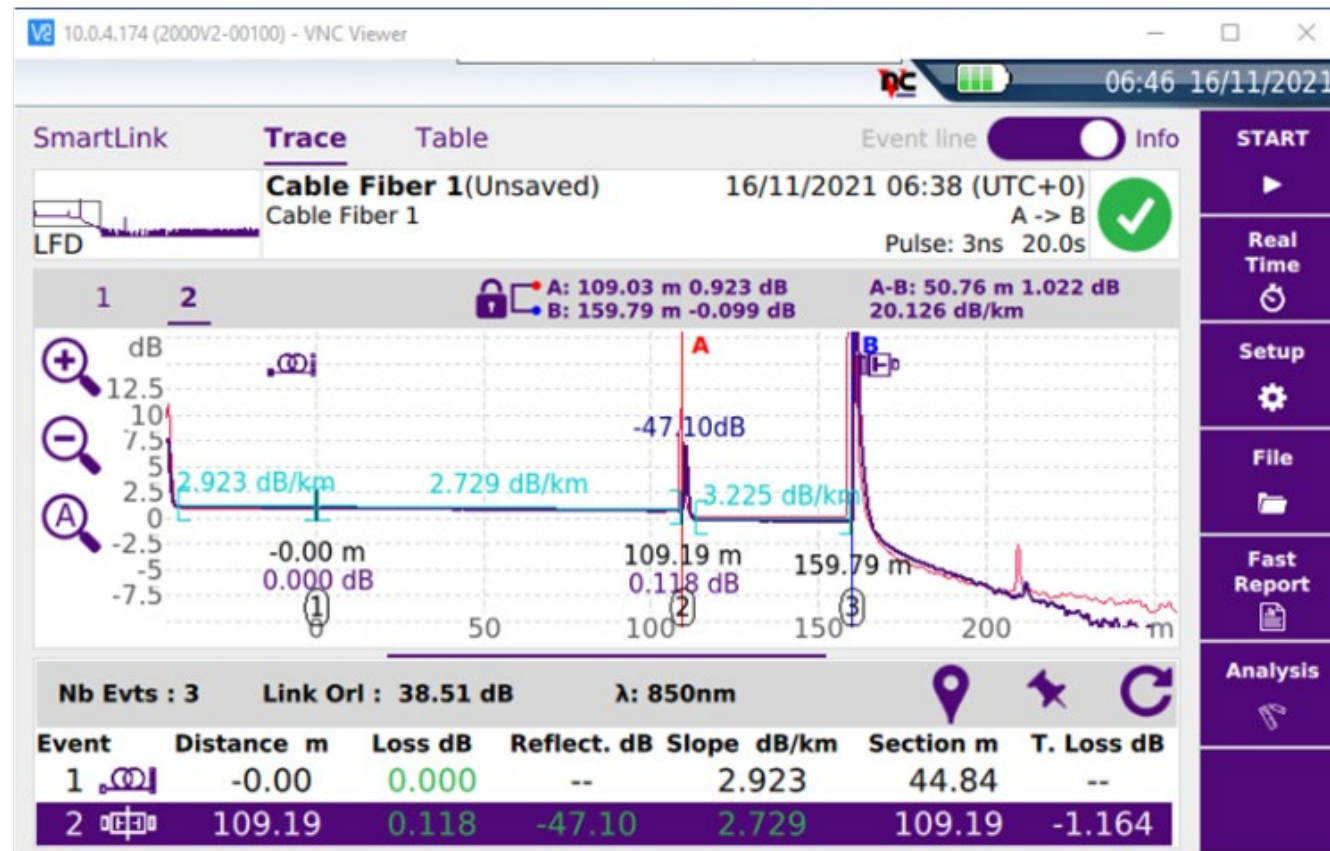 V2 10.0.4.174 (2000V2-00100) - VNC Viewer
06:46 16/11/2021
SmartLink Trace Table Event line Info
START
Cable Fiber 1(Unsaved) 16/11/2021 06:38 (UTC+0)
Cable Fiber 1 A -> B
LFD Pulse: 3ns 20.0s
Real
Time
1 2 A: 109.03 m 0.923 dB A-B: 50.76 m 1.022 dB
B: 159.79 m -0.099 dB 20.126 dB/km
Setup
dB A B
12.5
10 -47.10dB
7.5
5
2.923 dB/km 2.729 dB/km 3.225 dB/km
2.5
0
A
-2.5
-0.00 m 109.19 m 159.79 m
-5
0.000 dB 0.118 dB
-7.5
1 2 3
0 50 100 150 200 m
File
Fast
Report
Analysis
Nb Evts : 3 Link Orl : 38.51 dB λ: 850nm
Event Distance m Loss dB Reflect. dB Slope dB/km Section m T. Loss dB
1 -0.00 0.000 -- 2.923 44.84 --
2 109.19 0.118 -47.10 2.729 109.19 -1.164